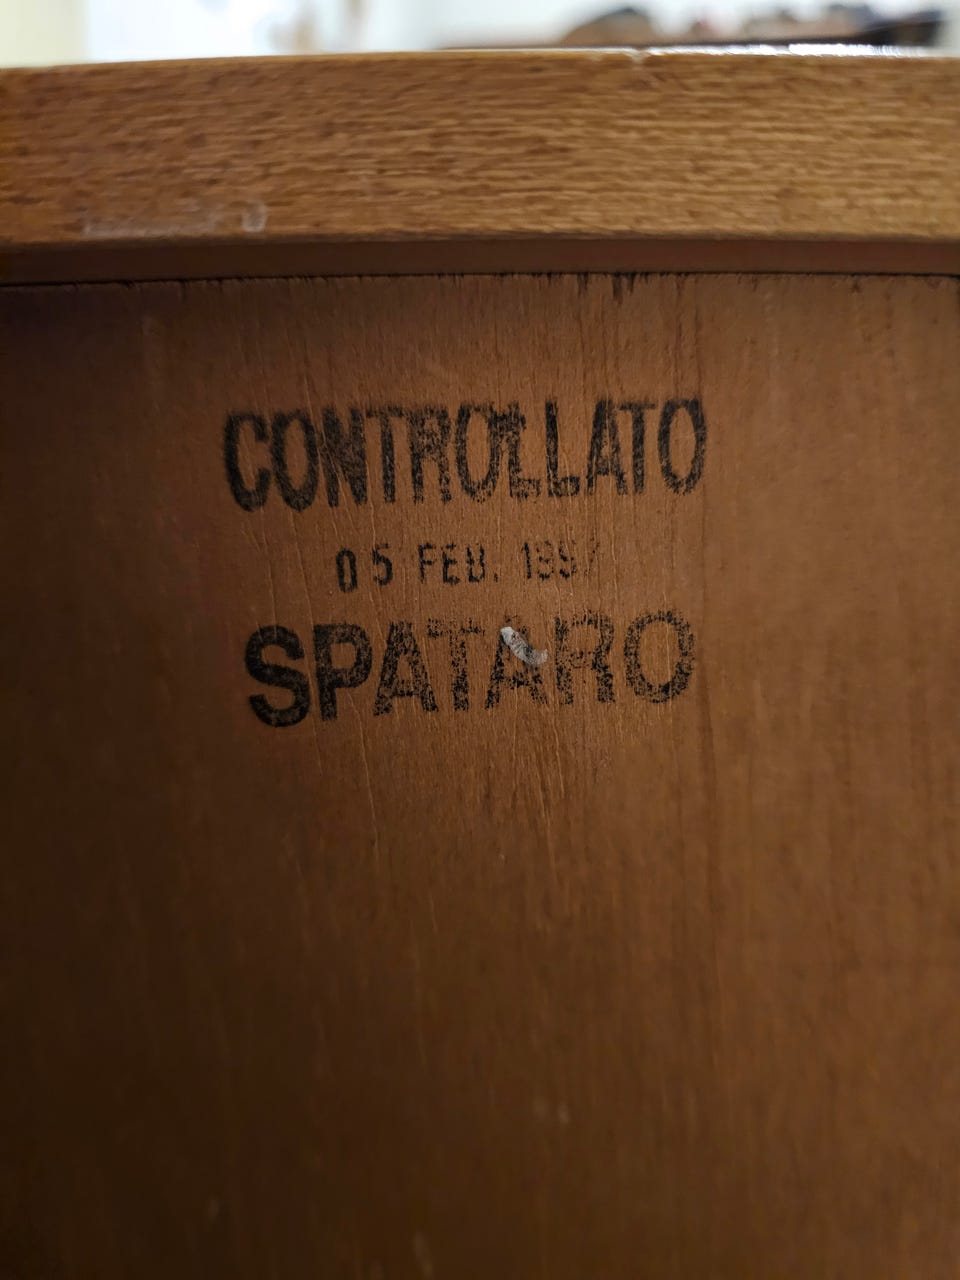 CONTROLLATO
05 FEB. 1997
SPATARO